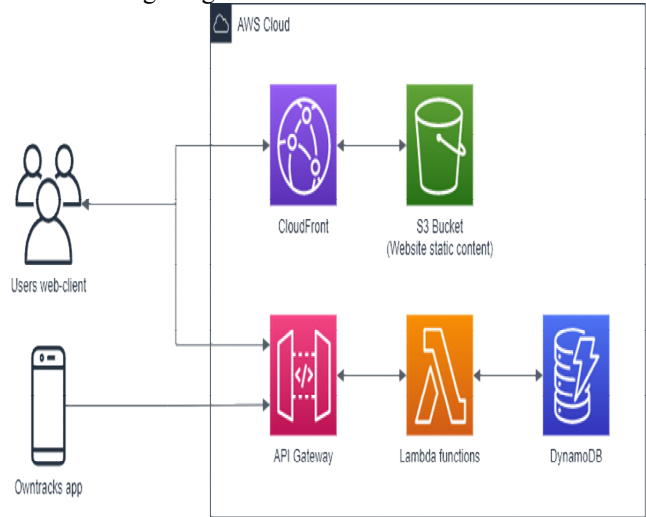 AWS Cloud
CloudFront
S3 Bucket
(Website static content)
Users web-client
API Gateway
Lambda functions
DynamoDB
Owntracks app